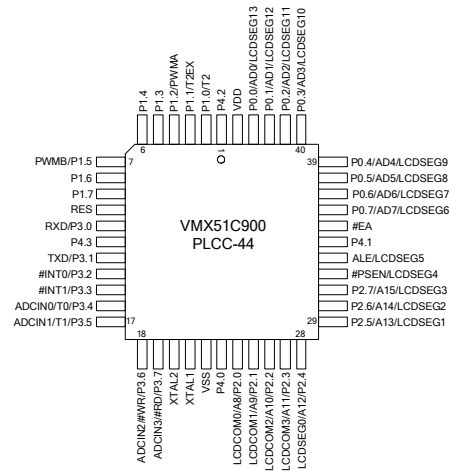 P1.4
P1.3
P1.2/PWMA
P1.1/T2EX
P1.0/T2
P4.2
VDD
P0.0/AD0/LCDSEG13
P0.1/AD1/LCDSEG12
P0.2/AD2/LCDSEG11
P0.3/AD3/LCDSEG10
6
1
40
PWMB/P1.5
7
39
P0.4/AD4/LCDSEG9
P1.6
P0.5/AD5/LCDSEG8
P1.7
P0.6/AD6/LCDSEG7
RES
P0.7/AD7/LCDSEG6
RXD/P3.0
VMX51C900
#EA
P4.3
PLCC-44
P4.1
TXD/P3.1
ALE/LCDSEG5
#INT0/P3.2
#PSEN/LCDSEG4
#INT1/P3.3
P2.7/A15/LCDSEG3
ADCIN0/T0/P3.4
P2.6/A14/LCDSEG2
ADCIN1/T1/P3.5
17
29
P2.5/A13/LCDSEG1
18
28
ADCIN2/#WR/P3.6
ADCIN3/#RD/P3.7
XTAL2
XTAL1
VSS
P4.0
LCDCOM0/A8/P2.0
LCDCOM1/A9/P2.1
LCDCOM2/A10/P2.2
LCDCOM3/A11/P2.3
LCDSEG0/A12/P2.4